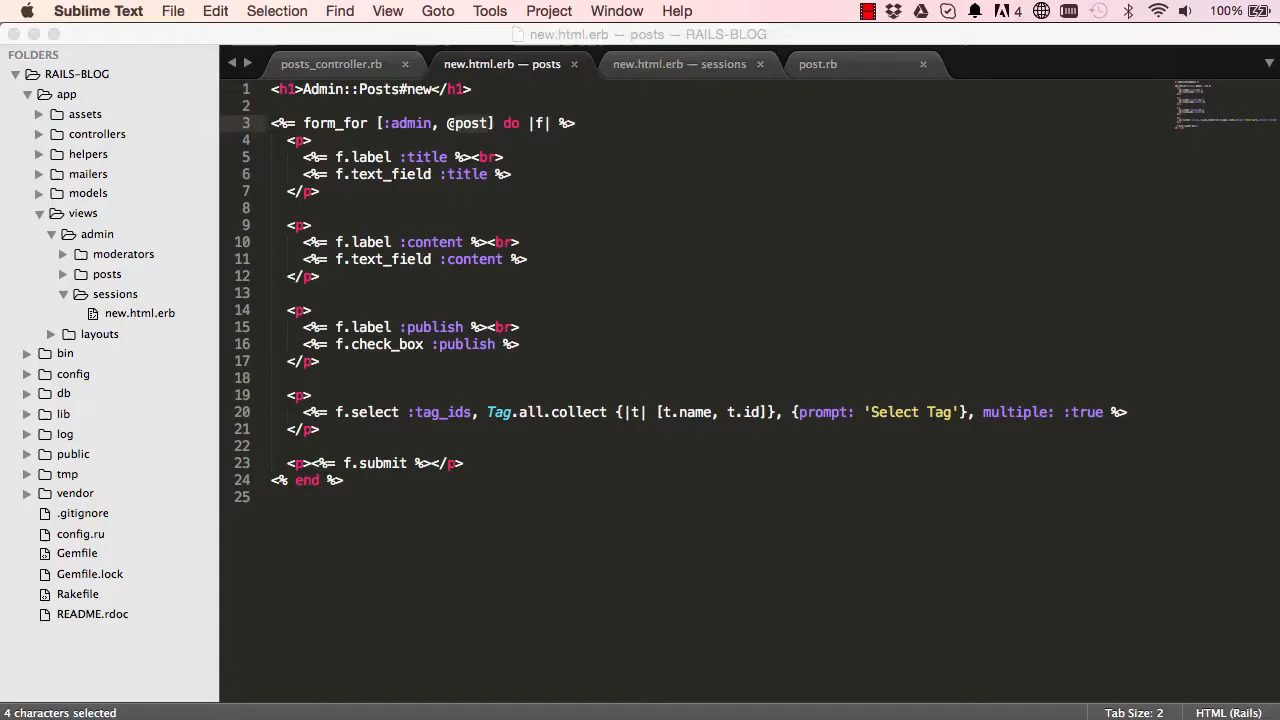 Sublime Text File Edit Selection Find View Goto Tools Project Window Help 4 100%
new.html.erb — posts — RAILS-BLOG
FOLDERS
RAILS-BLOG
app
assets
controllers
helpers
mailers
models
views
admin
moderators
posts
sessions
new.html.erb
layouts
bin
config
db
lib
log
public
tmp
vendor
.gitignore
config.ru
Gemfile
Gemfile.lock
Rakefile
README.rdoc
posts_controller.rb × new.html.erb — posts × new.html.erb — sessions × post.rb ×
1 <h1>Admin::Posts#new</h1>
2
3 <%= form_for [:admin, @post] do |f| %>
4 <p>
5 <%= f.label :title %><br>
6 <%= f.text_field :title %>
7 </p>
8
9 <p>
10 <%= f.label :content %><br>
11 <%= f.text_field :content %>
12 </p>
13
14 <p>
15 <%= f.label :publish %><br>
16 <%= f.check_box :publish %>
17 </p>
18
19 <p>
20 <%= f.select :tag_ids, Tag.all.collect {|t| [t.name, t.id]}, {prompt: 'Select Tag'}, multiple: :true %>
21 </p>
22
23 <p><%= f.submit %></p>
24 <% end %>
25
4 characters selected Tab Size: 2 HTML (Rails)